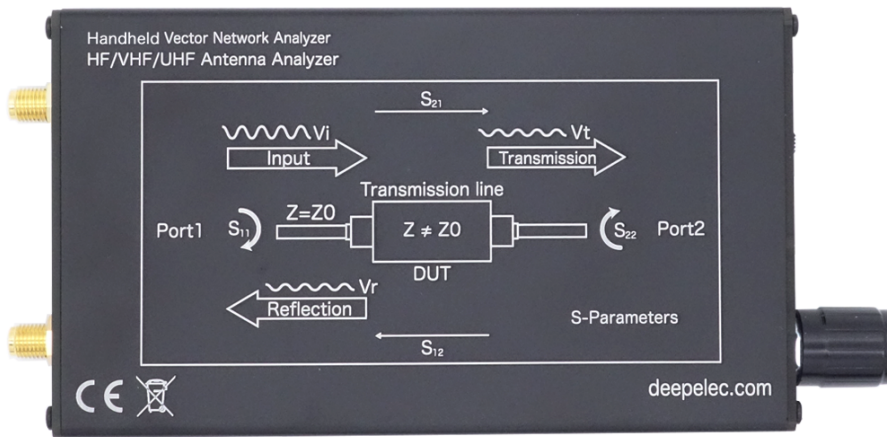 Handheld Vector Network Analyzer
HF/VHF/UHF Antenna Analyzer
S21
Vi
Vt
Input
Transmission
Transmission line
Z=Z0
Port1
S11
Z ≠ Z0
S22
Port2
DUT
Vr
Reflection
S-Parameters
S12
CE
deepelec.com